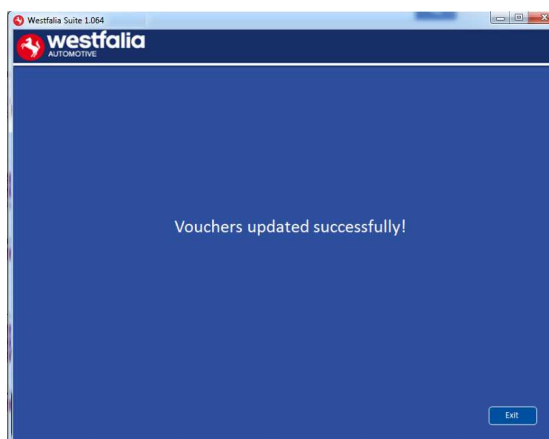 Westfalia Suite 1.064
westfalia
AUTOMOTIVE
Vouchers updated successfully!
Exit